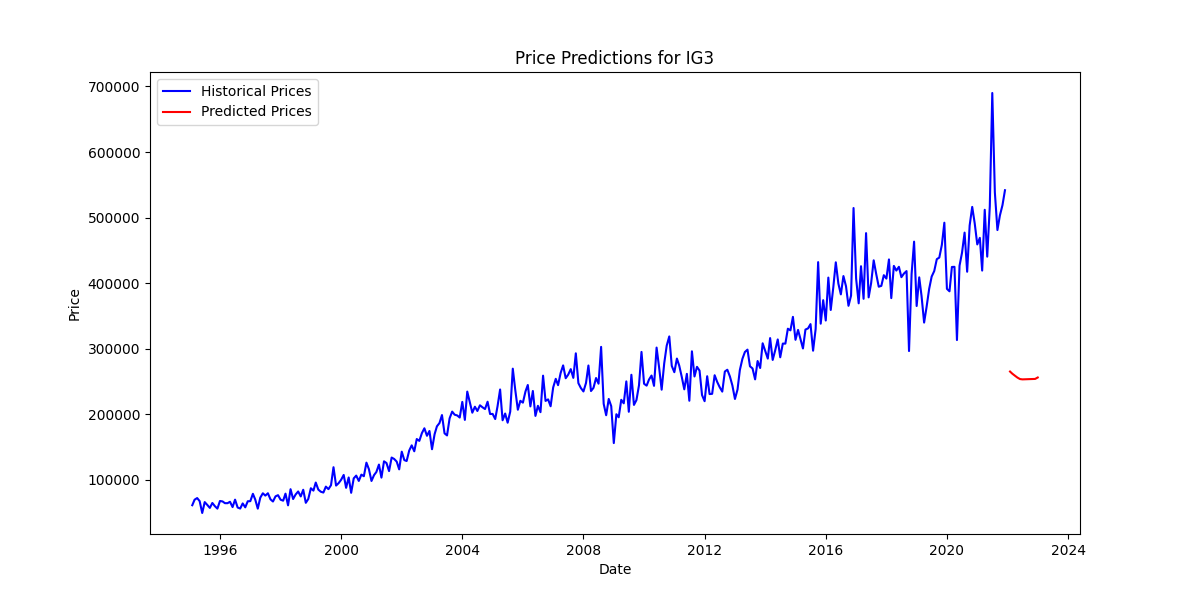 Price Predictions for IG3
Historical Prices
Predicted Prices
700000
600000
500000
400000
300000
200000
100000
Price
1996 2000 2004 2008 2012 2016 2020 2024
Date